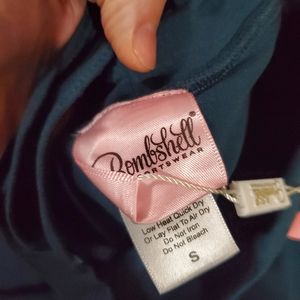 Bombshell
SPORTSWEAR
Low Heat Quick Dry
Or Lay Flat To Air Dry
Do Not Iron
Do Not Bleach
S